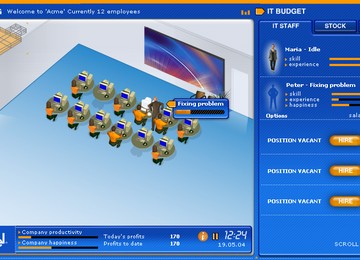 Welcome to 'Acme' Currently 12 employees
IT BUDGET
IT STAFF
STOCK
Maria - Idle
skill
experience
Peter - Fixing problem
skill
experience
happiness
Options
Fixing problem
POSITION VACANT
HIRE
POSITION VACANT
HIRE
POSITION VACANT
HIRE
SCROLL
Company productivity
Company happiness
Today's profits 170
Profits to date 170
12:24
19.05.04